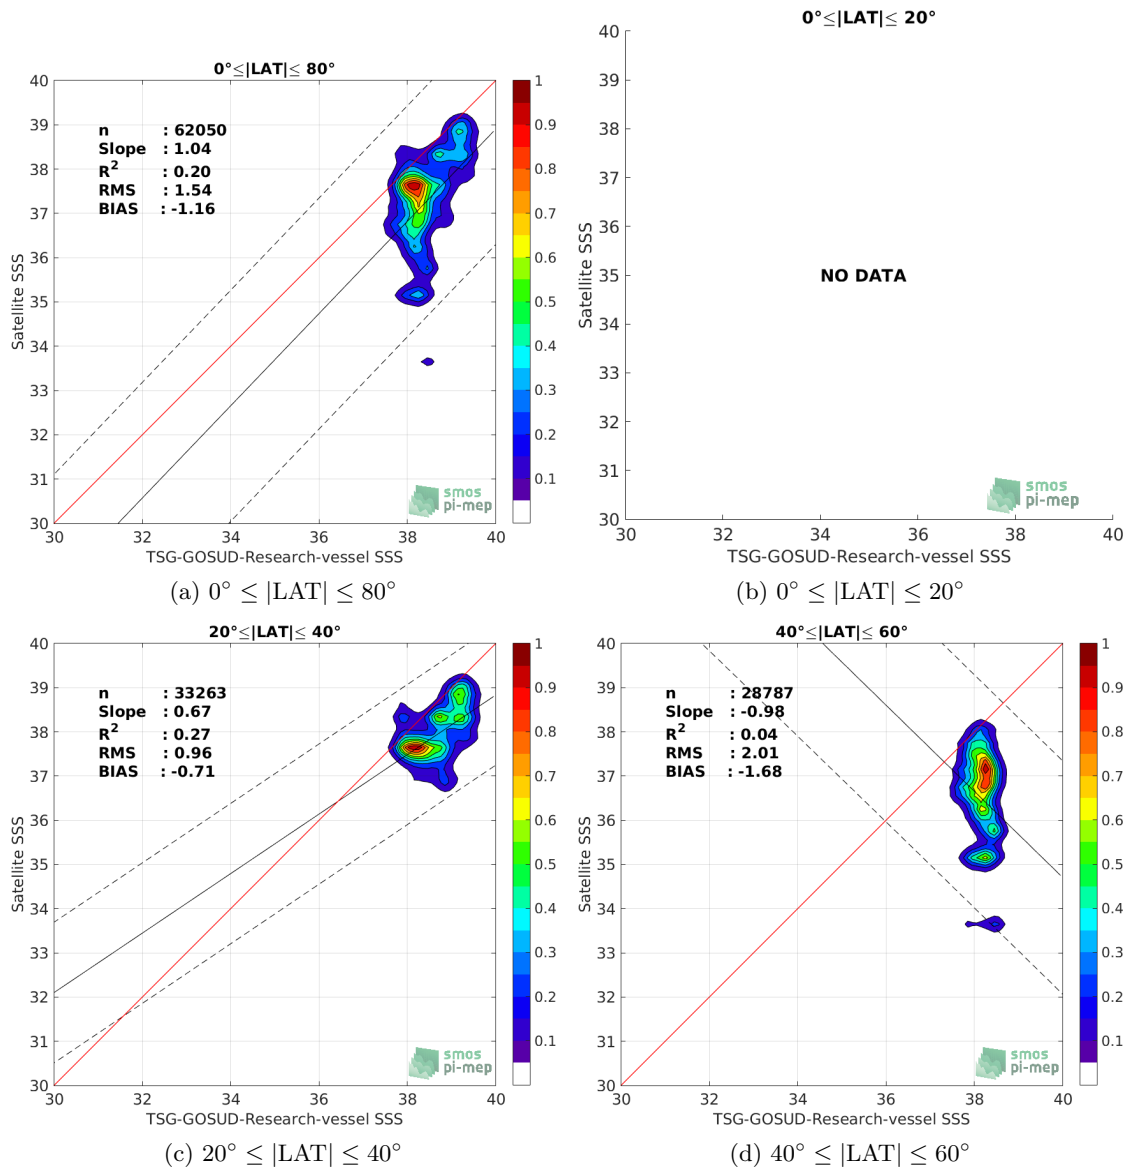 0°≤|LAT|≤ 80°
n : 62050
Slope : 1.04
R2 : 0.20
RMS : 1.54
BIAS : -1.16
40
39
38
37
36
35
34
33
32
31
30
30 32 34 36 38 40
Satellite SSS
TSG-GOSUD-Research-vessel SSS
1
0.9
0.8
0.7
0.6
0.5
0.4
0.3
0.2
0.1
smos
pi-mep
(a) 0° ≤ |LAT| ≤ 80°
0°≤|LAT|≤ 20°
40
39
38
37
36
35
34
33
32
31
30
30 32 34 36 38 40
Satellite SSS
NO DATA
TSG-GOSUD-Research-vessel SSS
smos
pi-mep
(b) 0° ≤ |LAT| ≤ 20°
20°≤|LAT|≤ 40°
n : 33263
Slope : 0.67
R2 : 0.27
RMS : 0.96
BIAS : -0.71
40
39
38
37
36
35
34
33
32
31
30
30 32 34 36 38 40
Satellite SSS
TSG-GOSUD-Research-vessel SSS
1
0.9
0.8
0.7
0.6
0.5
0.4
0.3
0.2
0.1
smos
pi-mep
(c) 20° ≤ |LAT| ≤ 40°
40°≤|LAT|≤ 60°
n : 28787
Slope : -0.98
R2 : 0.04
RMS : 2.01
BIAS : -1.68
40
39
38
37
36
35
34
33
32
31
30
30 32 34 36 38 40
Satellite SSS
TSG-GOSUD-Research-vessel SSS
1
0.9
0.8
0.7
0.6
0.5
0.4
0.3
0.2
0.1
smos
pi-mep
(d) 40° ≤ |LAT| ≤ 60°